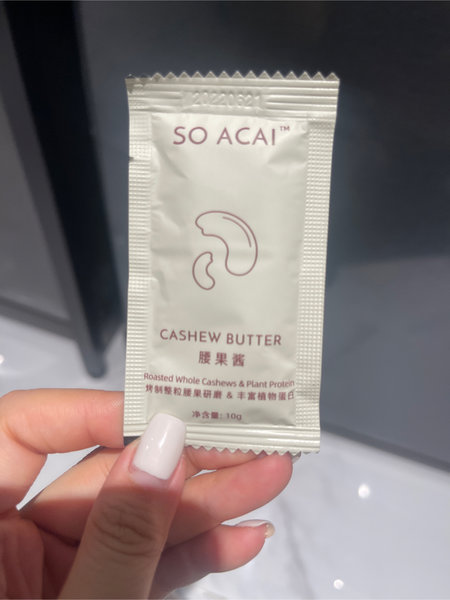 20220621
SO ACAI™
CASHEW BUTTER
腰果酱
Roasted Whole Cashews & Plant Protein
烤制整粒腰果研磨 & 丰富植物蛋白
净含量: 10g